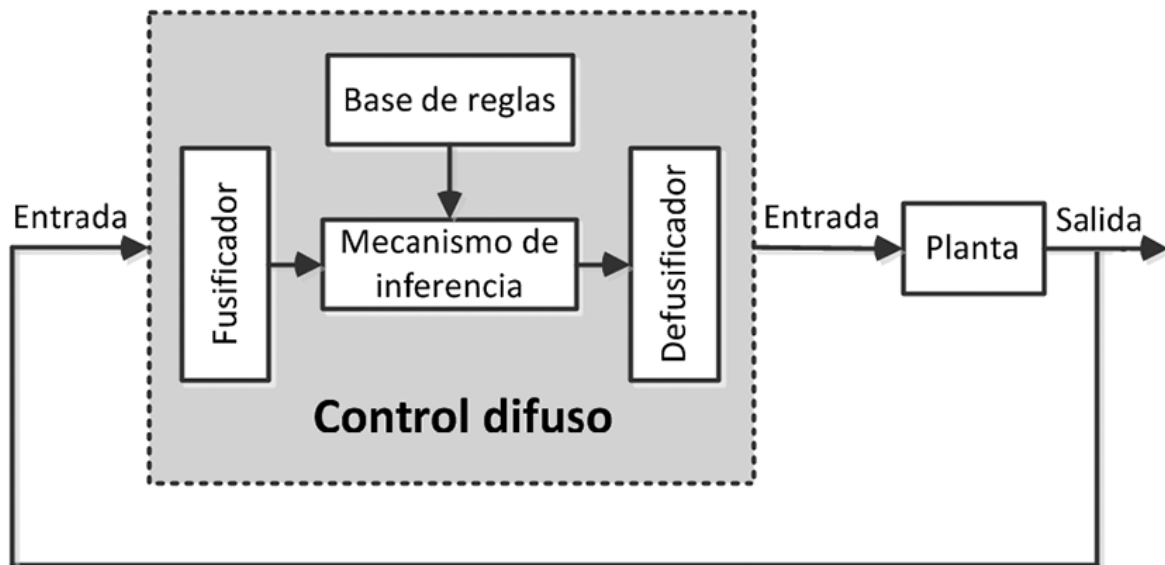 Base de reglas
Entrada
Fusificador
Mecanismo de
inferencia
Defusificador
Entrada
Planta
Salida
Control difuso